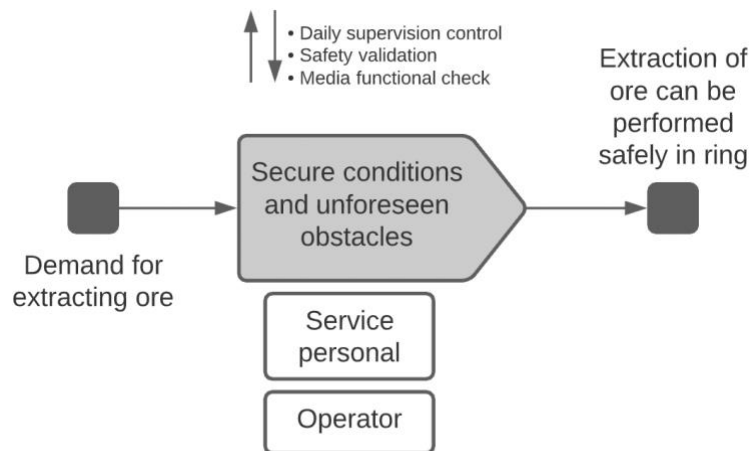 • Daily supervision control
• Safety validation
• Media functional check
Extraction of
ore can be
performed
safely in ring
Secure conditions
and unforeseen
obstacles
Demand for
extracting ore
Service
personal
Operator